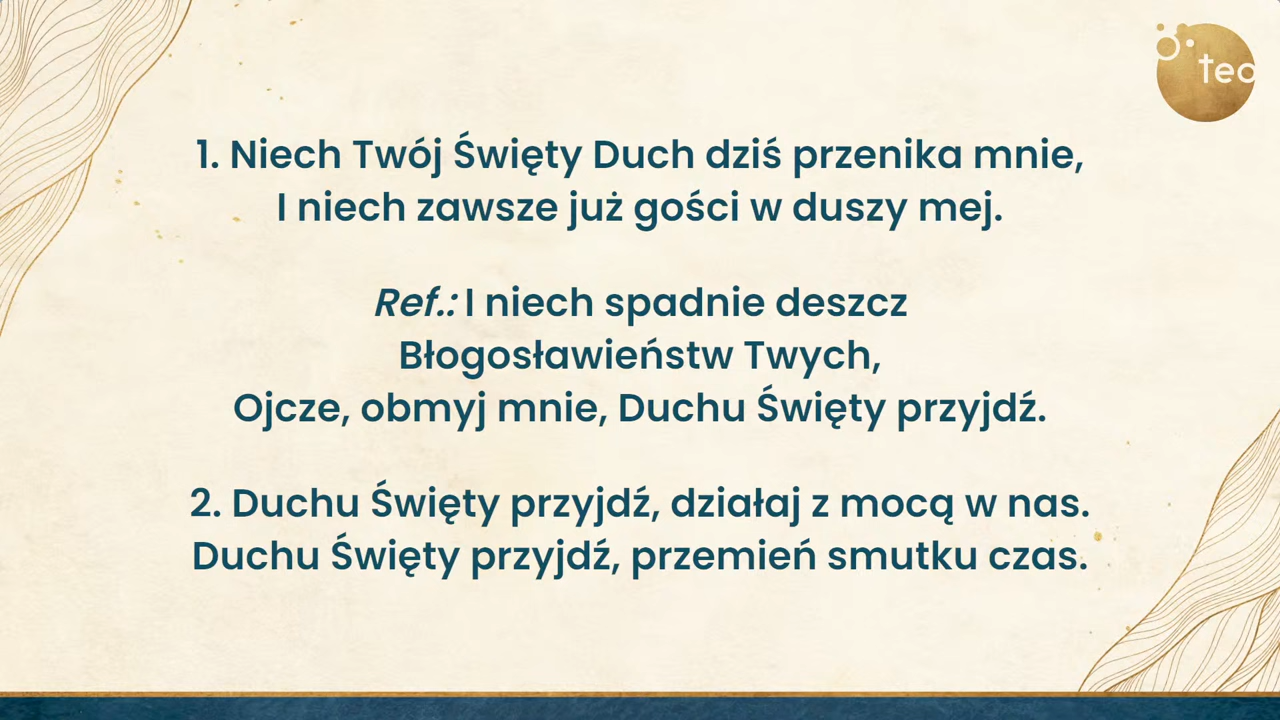 teo
1. Niech Twój Święty Duch dziś przenika mnie,
I niech zawsze już gości w duszy mej.
Ref.: I niech spadnie deszcz
Błogosławieństw Twych,
Ojcze, obmyj mnie, Duchu Święty przyjdź.
2. Duchu Święty przyjdź, działaj z mocą w nas.
Duchu Święty przyjdź, przemień smutku czas.